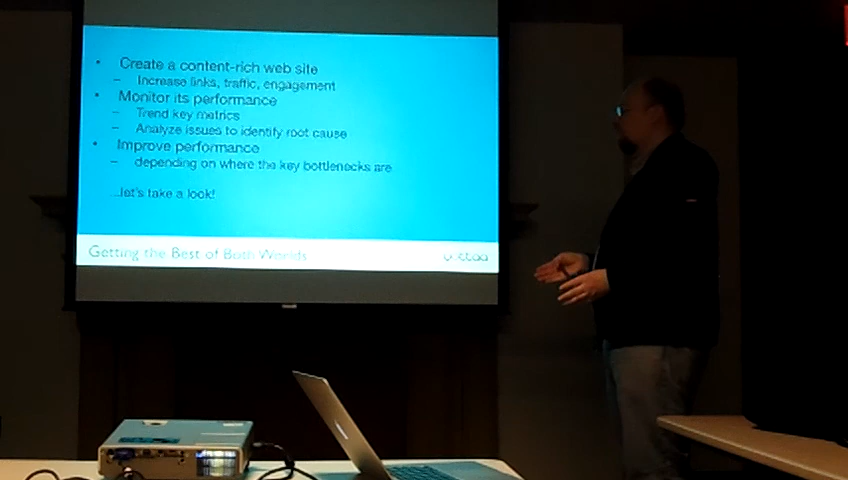 • Create a content-rich web site
– Increase links, traffic, engagement
• Monitor its performance
– Trend key metrics
– Analyze issues to identify root cause
• Improve performance
– depending on where the key bottlenecks are
...let's take a look!
Getting the Best of Both Worlds